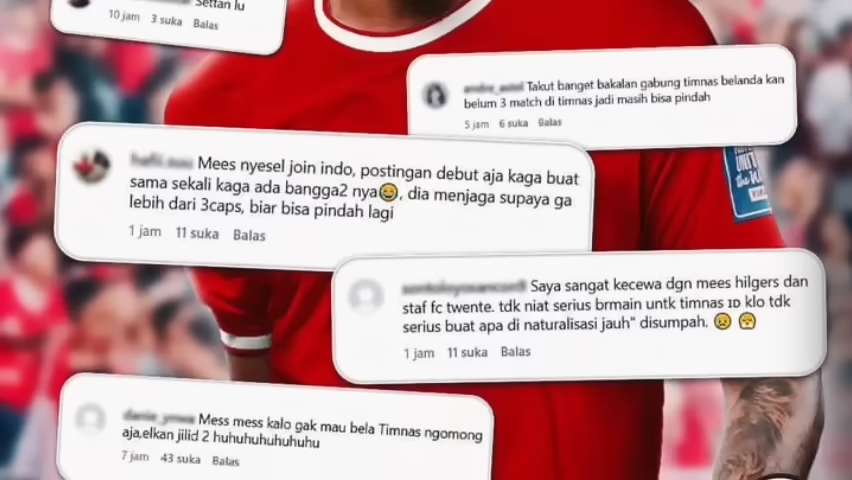 Settan lu
10 jam 3 suka Balas
Takut banget bakalan gabung timnas belanda kan
belum 3 match di timnas jadi masih bisa pindah
5 jam 6 suka Balas
Mees nyesel join indo, postingan debut aja kaga buat
sama sekali kaga ada bangga2 nya😅, dia menjaga supaya ga
lebih dari 3caps, biar bisa pindah lagi
1 jam 11 suka Balas
Saya sangat kecewa dgn mees hilgers dan
staf fc twente. tdk niat serius brmain untk timnas ID klo tdk
serius buat apa di naturalisasi jauh" disumpah. 😢 😤
1 jam 11 suka Balas
Mess mess kalo gak mau bela Timnas ngomong
aja,elkan jilid 2 huhuhuhuhuhuhu
7 jam 43 suka Balas